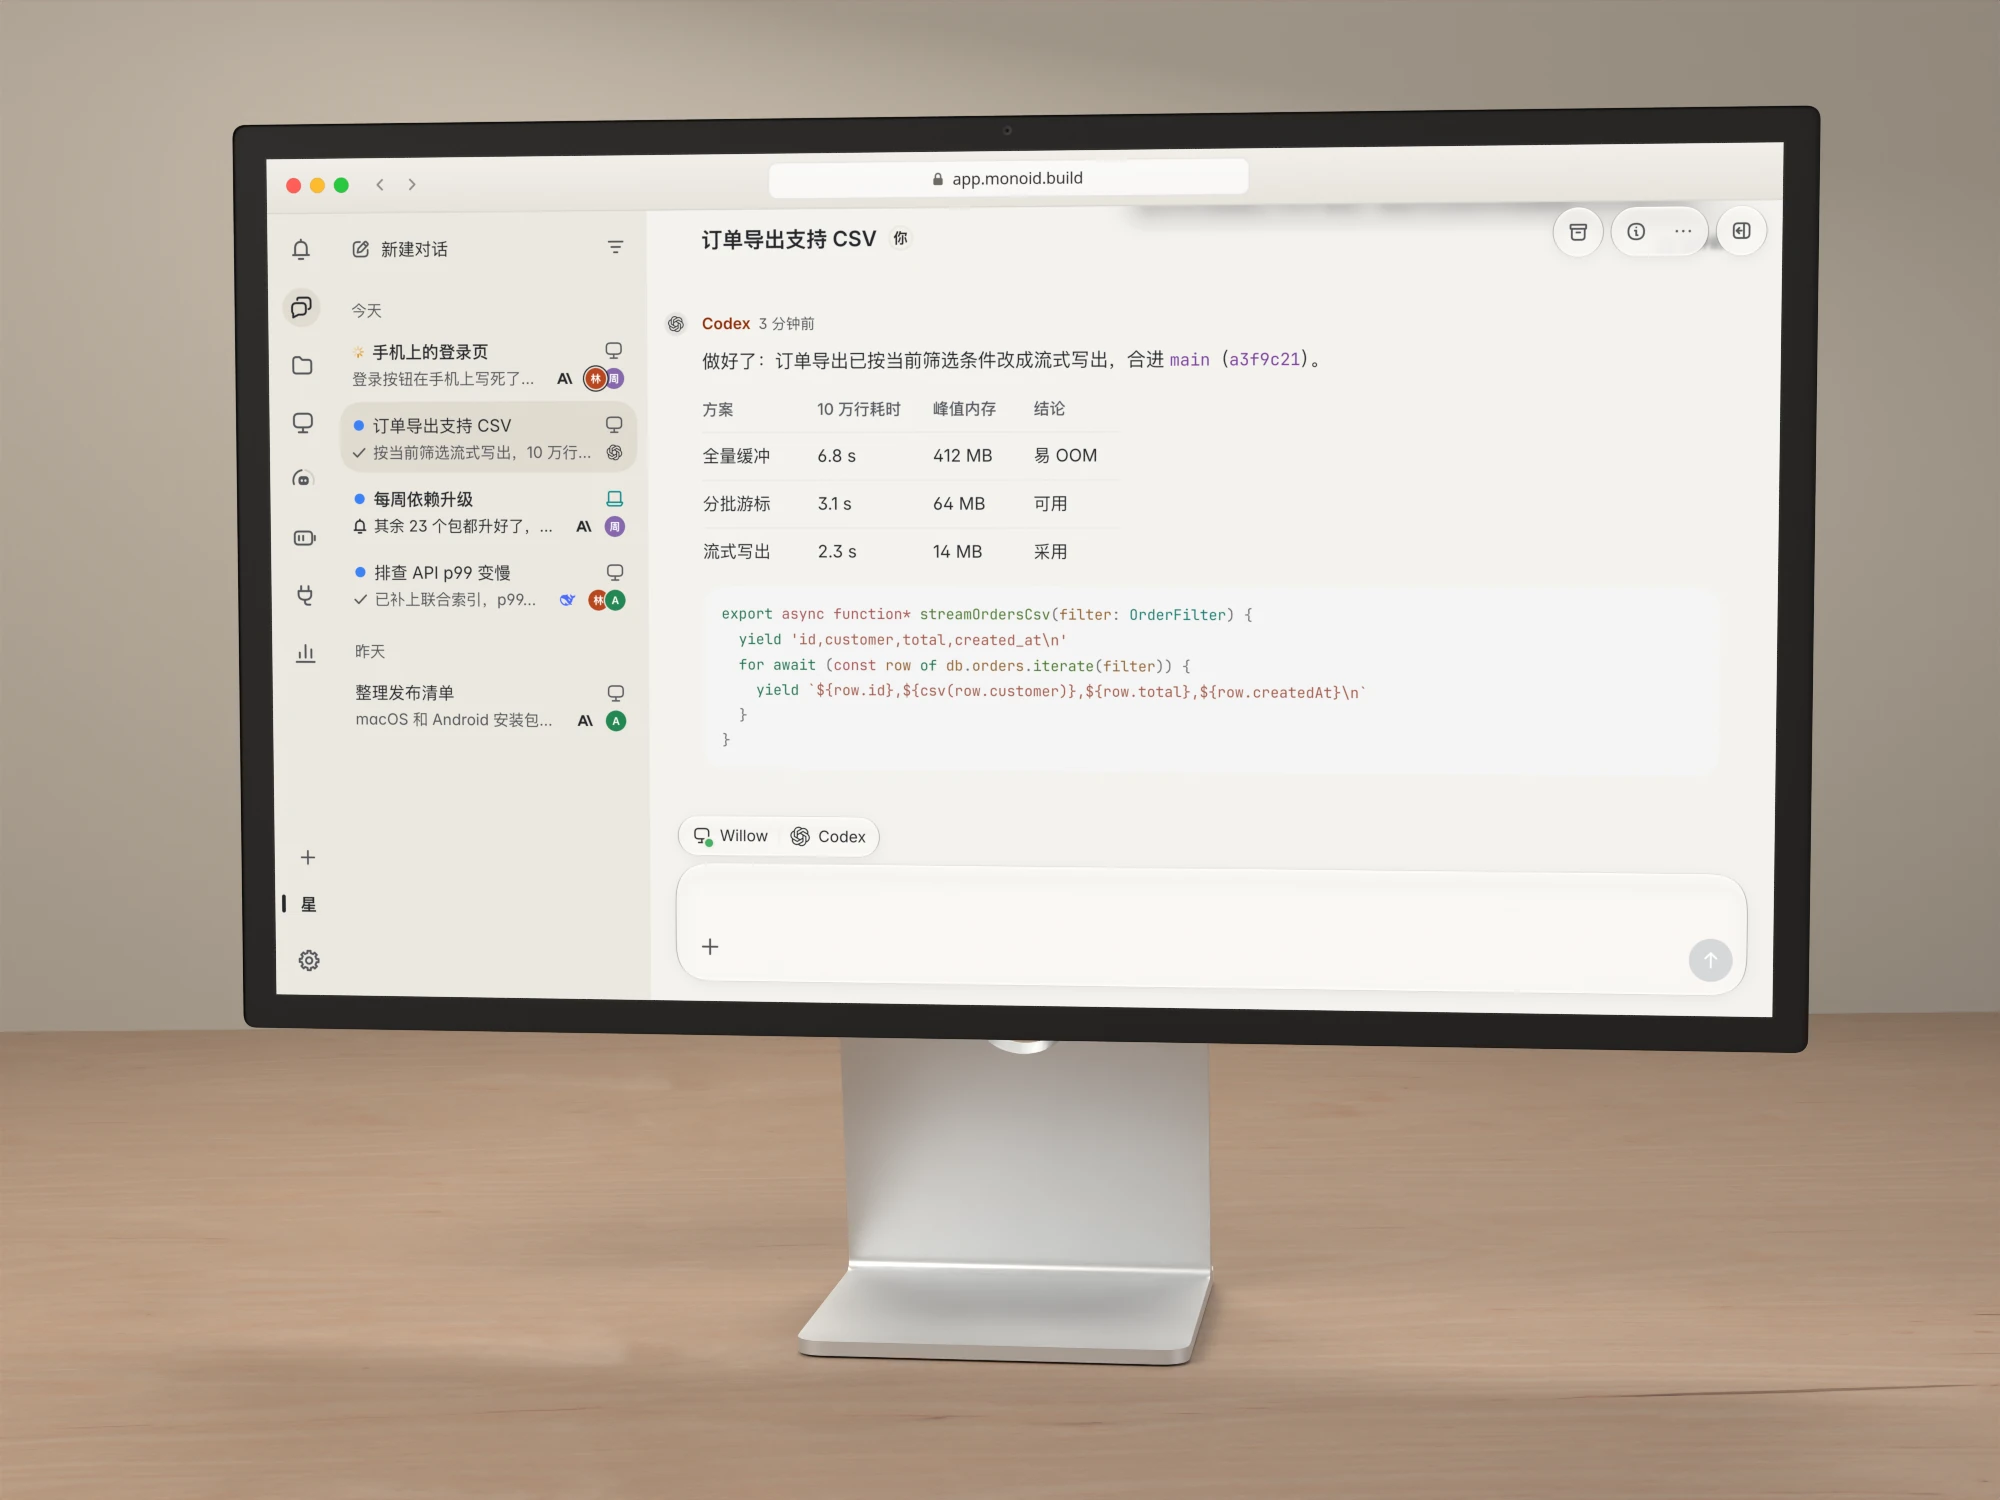 app.monoid.build
新建对话
今天
手机上的登录页
登录按钮在手机上写死了...
林
周
订单导出支持 CSV
按当前筛选流式写出，10 万行...
每周依赖升级
其余 23 个包都升好了，...
周
排查 API p99 变慢
已补上联合索引，p99...
林
A
昨天
整理发布清单
macOS 和 Android 安装包...
A
星
订单导出支持 CSV 你
Codex 3 分钟前
做好了：订单导出已按当前筛选条件改成流式写出，合进 main（a3f9c21）。
方案 10 万行耗时 峰值内存 结论
全量缓冲 6.8 s 412 MB 易 OOM
分批游标 3.1 s 64 MB 可用
流式写出 2.3 s 14 MB 采用
export async function* streamOrdersCsv(filter: OrderFilter) {
yield 'id,customer,total,created_at\n'
for await (const row of db.orders.iterate(filter)) {
yield `${row.id},${csv(row.customer)},${row.total},${row.createdAt}\n`
}
}
Willow Codex